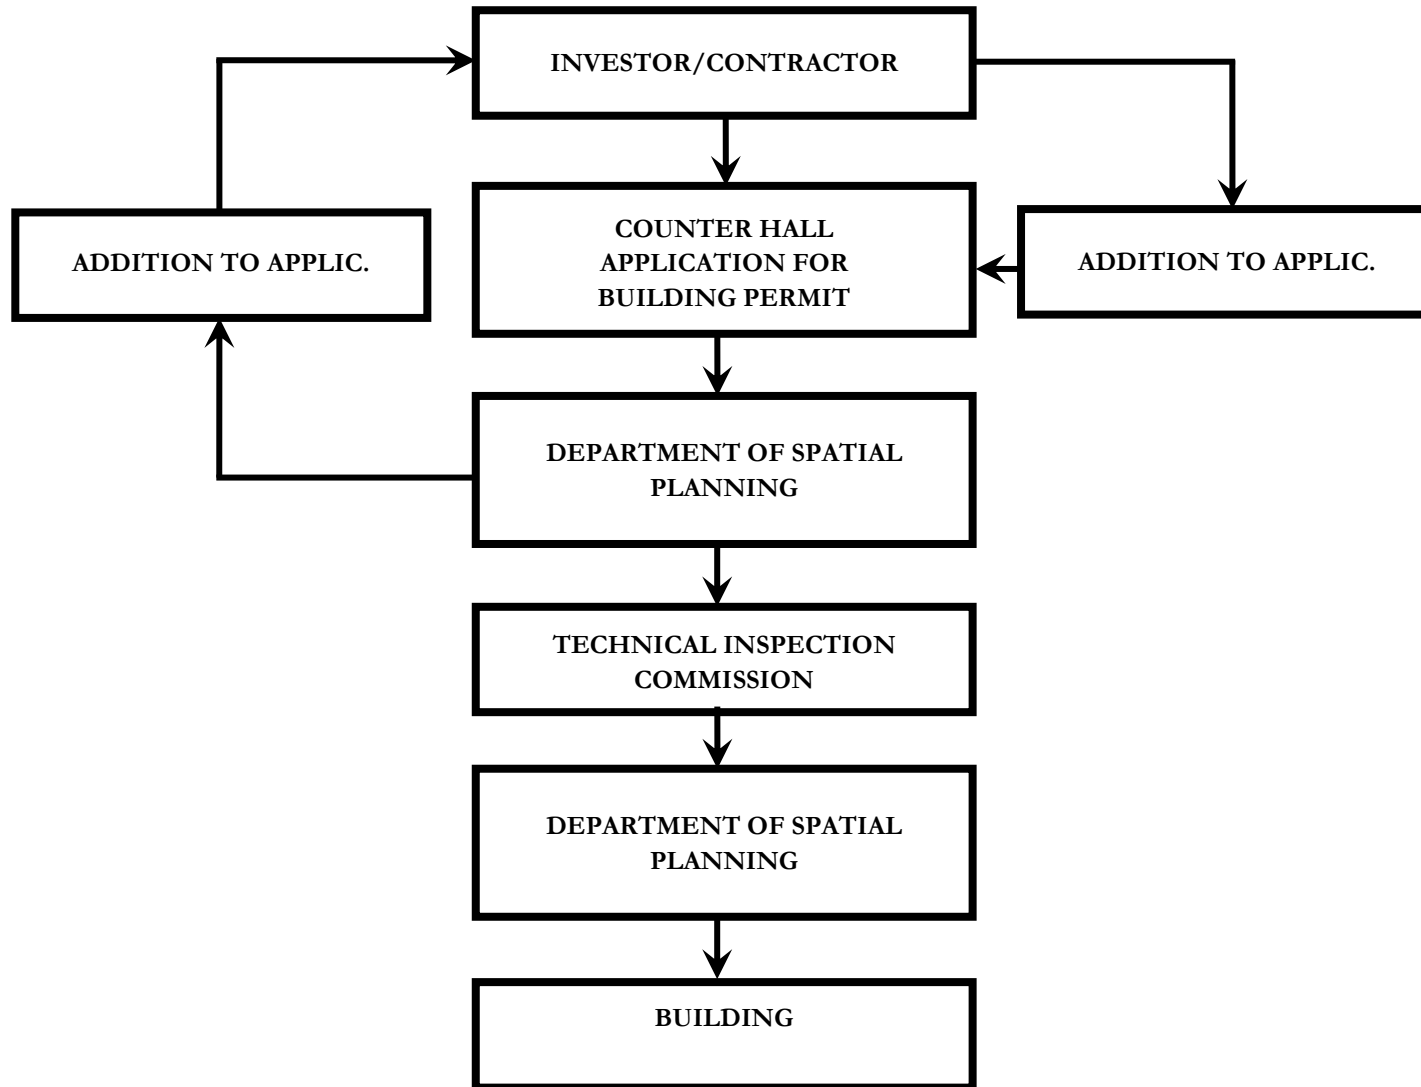 INVESTOR/CONTRACTOR
COUNTER HALL
APPLICATION FOR
BUILDING PERMIT
ADDITION TO APPLIC.
ADDITION TO APPLIC.
DEPARTMENT OF SPATIAL
PLANNING
TECHNICAL INSPECTION
COMMISSION
DEPARTMENT OF SPATIAL
PLANNING
BUILDING